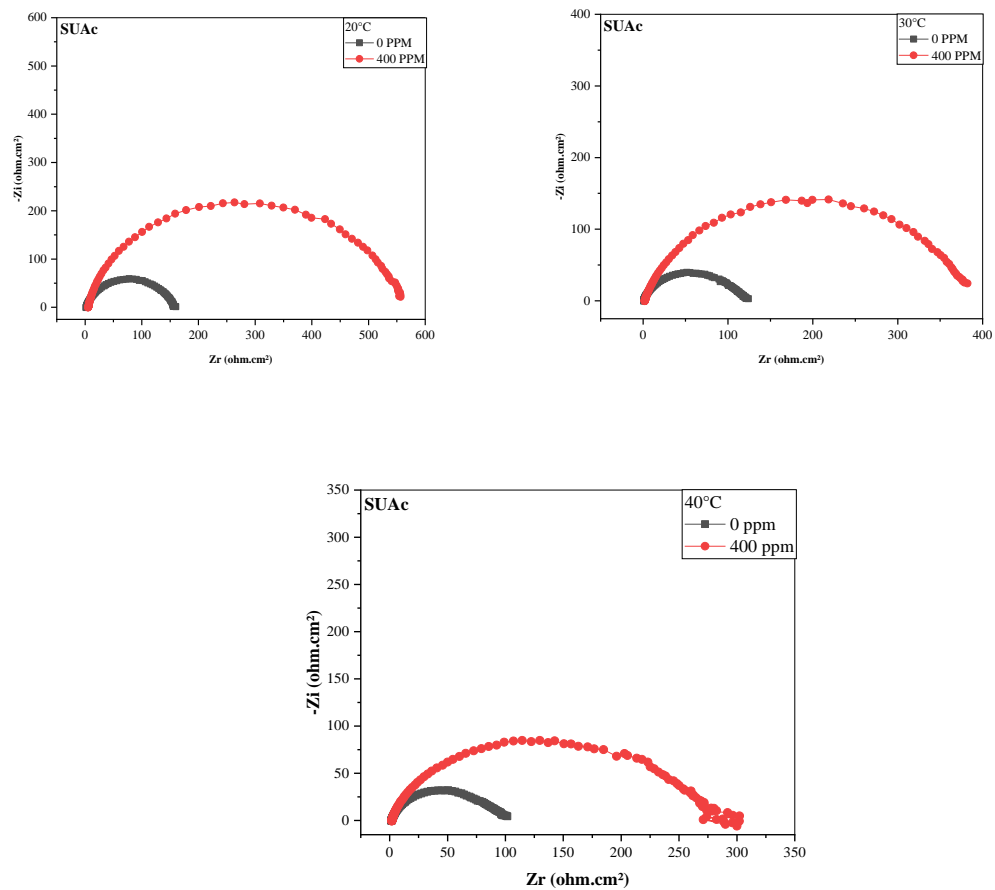 SUAc
20°C
0 PPM
400 PPM
600
500
400
300
200
100
0
-Zi (ohm.cm²)
0 100 200 300 400 500 600
Zr (ohm.cm²)
SUAc
30°C
0 PPM
400 PPM
400
300
200
100
0
-Zi (ohm.cm²)
0 100 200 300 400
Zr (ohm.cm²)
SUAc
40°C
0 ppm
400 ppm
350
300
250
200
150
100
50
0
-Zi (ohm.cm²)
0 50 100 150 200 250 300 350
Zr (ohm.cm²)